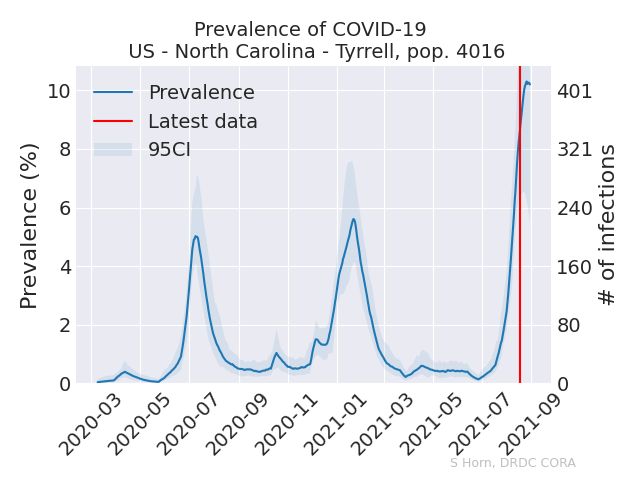 Prevalence of COVID-19
US - North Carolina - Tyrrell, pop. 4016
Prevalence
Latest data
95CI
Prevalence (%)
10
8
6
4
2
0
401
321
240
160
80
0
# of infections
2020-03
2020-05
2020-07
2020-09
2020-11
2021-01
2021-03
2021-05
2021-07
2021-09
S Horn, DRDC CORA